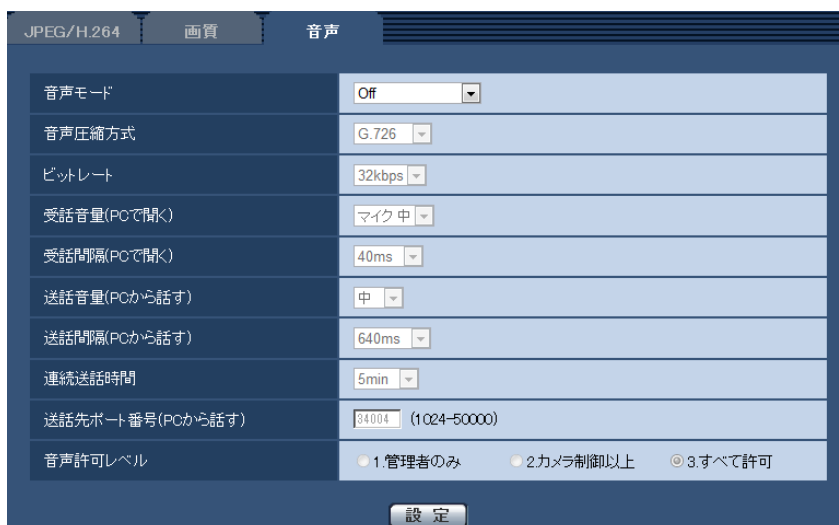 JPEG/H.264 画質 音声
音声モード Off
音声圧縮方式 G.726
ビットレート 32kbps
受話音量(PCで聞く) マイク 中
受話間隔(PCで聞く) 40ms
送話音量(PCから話す) 中
送話間隔(PCから話す) 640ms
連続送話時間 5min
送話先ポート番号(PCから話す) 34004 (1024-50000)
音声許可レベル 1.管理者のみ 2.カメラ制御以上 3.すべて許可
設 定